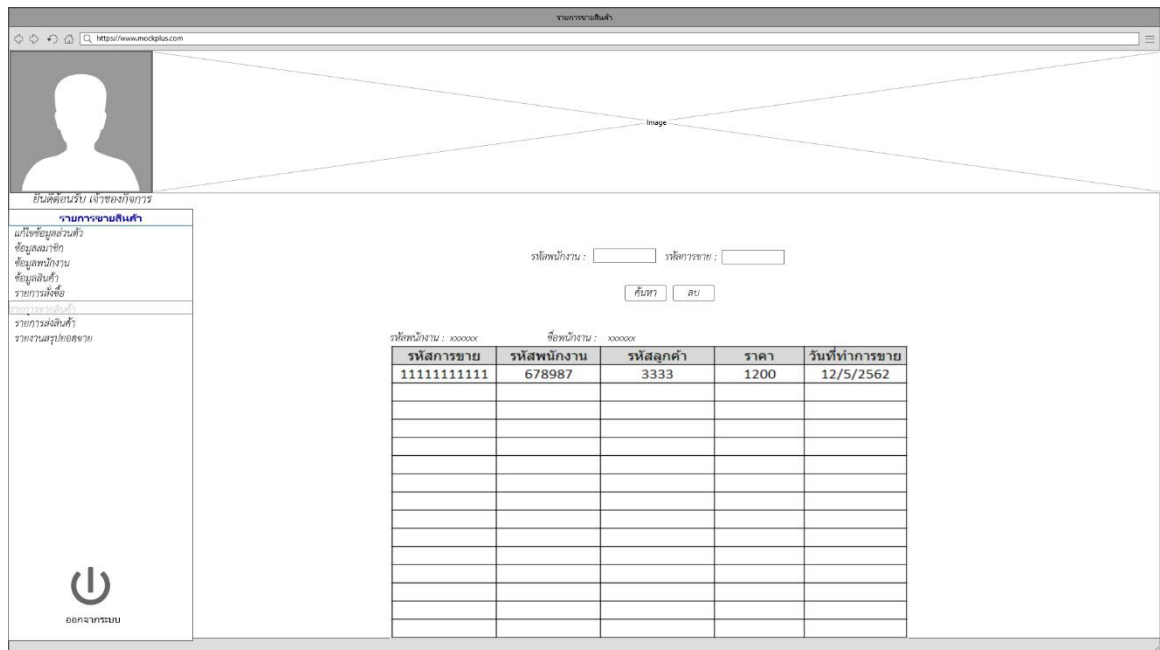 รายการขายสินค้า
https://www.mockplus.com
Image
ยินดีต้อนรับ เจ้าของกิจการ
รายการขายสินค้า
แก้ไขข้อมูลส่วนตัว
ข้อมูลสมาชิก
ข้อมูลพนักงาน
ข้อมูลสินค้า
รายการสั่งซื้อ
รายการขายสินค้า
รายการส่งสินค้า
รายงานสรุปยอดขาย
ออกจากระบบ
รหัสพนักงาน : รหัสการขาย :
ค้นหา ลบ
รหัสพนักงาน : xxxxxx ชื่อพนักงาน : xxxxxx
รหัสการขาย รหัสพนักงาน รหัสลูกค้า ราคา วันที่ทำการขาย
11111111111 678987 3333 1200 12/5/2562